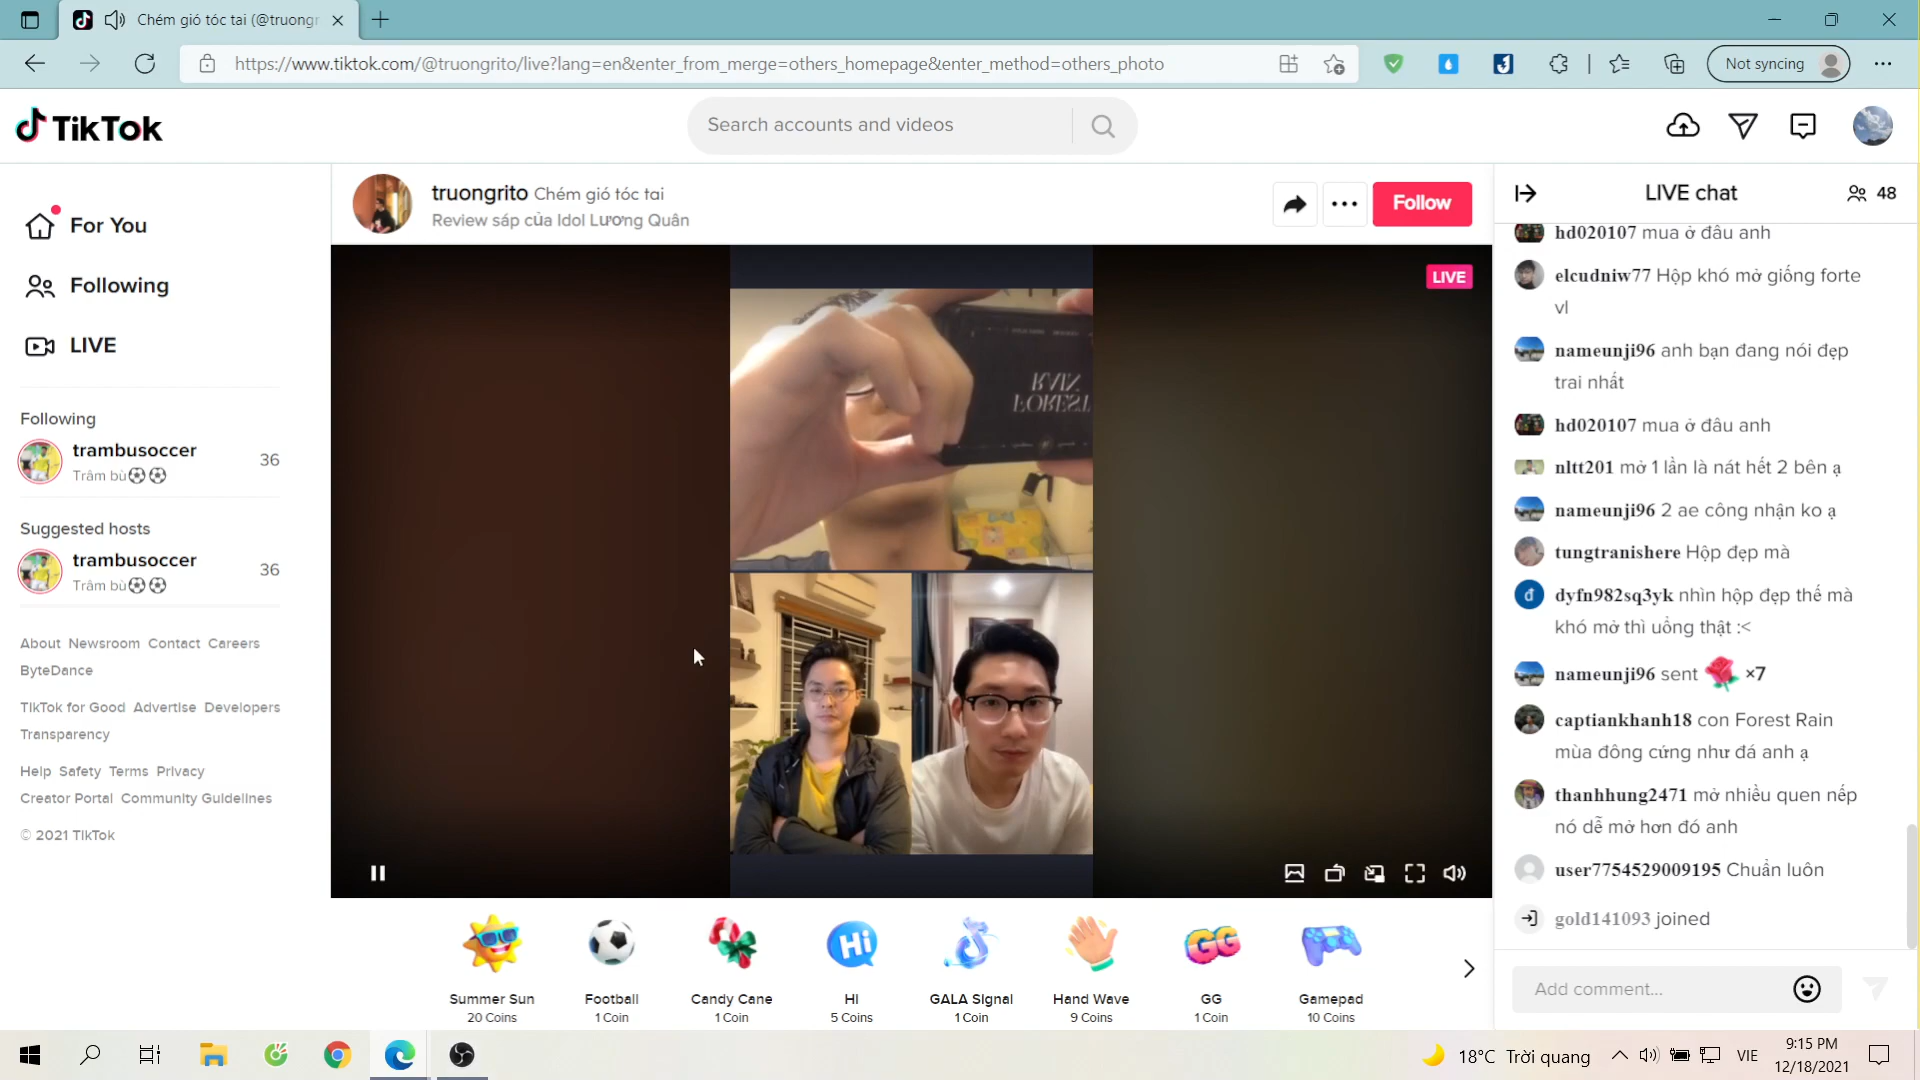 Chém gió tóc tai (@truongr
https://www.tiktok.com/@truongrito/live?lang=en&enter_from_merge=others_homepage&enter_method=others_photo
Not syncing
TikTok
Search accounts and videos
For You
Following
LIVE
Following
trambusoccer
36
Trâm bù⚽⚽
Suggested hosts
trambusoccer
36
Trâm bù⚽⚽
About Newsroom Contact Careers
ByteDance
TikTok for Good Advertise Developers
Transparency
Help Safety Terms Privacy
Creator Portal Community Guidelines
© 2021 TikTok
truongrito Chém gió tóc tai
Review sáp của Idol Lương Quân
Follow
LIVE
RAIN
FOREST
Summer Sun
20 Coins
Football
1 Coin
Candy Cane
1 Coin
Hi
HI
5 Coins
GALA Signal
1 Coin
Hand Wave
9 Coins
GG
GG
1 Coin
Gamepad
10 Coins
LIVE chat
48
hd020107 mua ở đâu anh
elcudniw77 Hộp khó mở giống forte
vl
nameunji96 anh bạn đang nói đẹp
trai nhất
hd020107 mua ở đâu anh
nltt201 mở 1 lần là nát hết 2 bên ạ
nameunji96 2 ae công nhận ko ạ
tungtranishere Hộp đẹp mà
đ
dyfn982sq3yk nhìn hộp đẹp thế mà
khó mở thì uổng thật :<
nameunji96 sent ×7
captiankhanh18 con Forest Rain
mùa đông cứng như đá anh ạ
thanhhung2471 mở nhiều quen nếp
nó dễ mở hơn đó anh
user7754529009195 Chuẩn luôn
gold141093 joined
Add comment...
18°C Trời quang
VIE
9:15 PM
12/18/2021